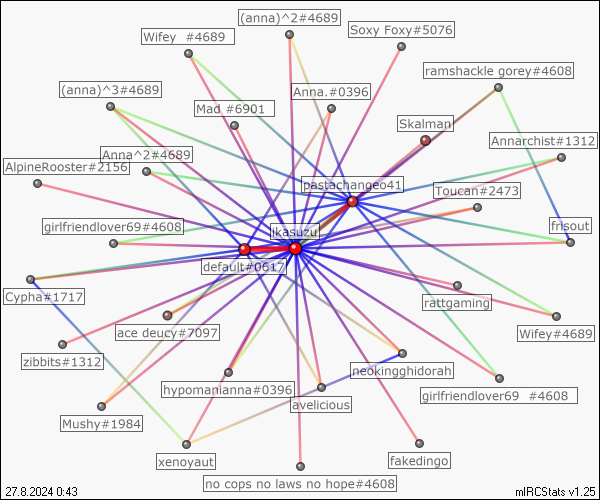 (anna)^2#4689
Soxy Foxy#5076
Wifey  #4689
ramshackle gorey#4608
(anna)^3#4689
Anna.#0396
Mad #6901
Skalman
Annarchist#1312
Anna^2#4689
AlpineRooster#2156
pastachange041
Toucan#2473
girlfriendlover69#4608
ikasuzu
frisout
default#0617
Cypha#1717
rattgaming
ace deucy#7097
Wifey#4689
zibbits#1312
neokingghidorah
hypomanianna#0396
girlfriendlover69  #4608
avelicious
Mushy#1984
xenoyaut
fakedingo
no cops no laws no hope#4608
27.8.2024 0:43
mIRCStats v1.25